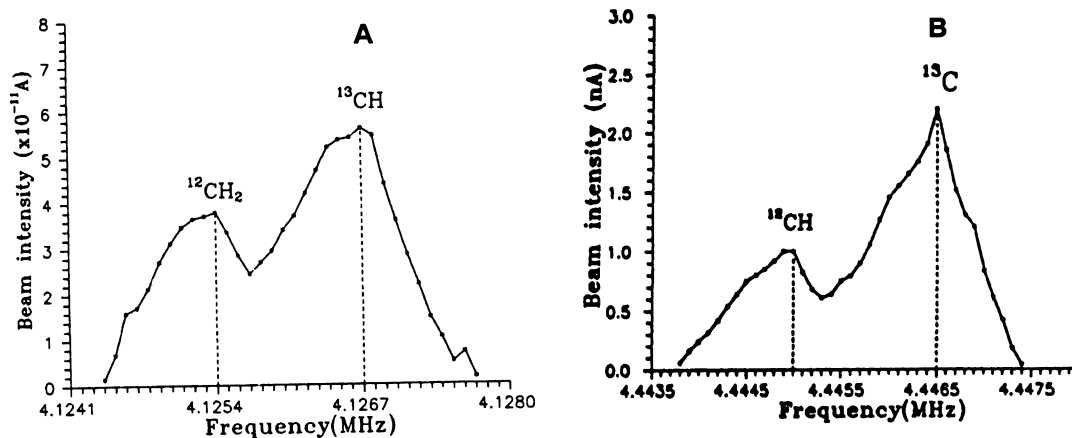 A
Beam intensity (x10⁻¹¹A)
8
7
6
5
4
3
2
1
0
¹²CH₂
¹³CH
4.1241
4.1254
4.1267
4.1280
Frequency(MHz)
B
Beam intensity (nA)
3.0
2.5
2.0
1.5
1.0
0.5
0.0
¹²CH
¹³C
4.4435
4.4445
4.4455
4.4465
4.4475
Frequency(MHz)